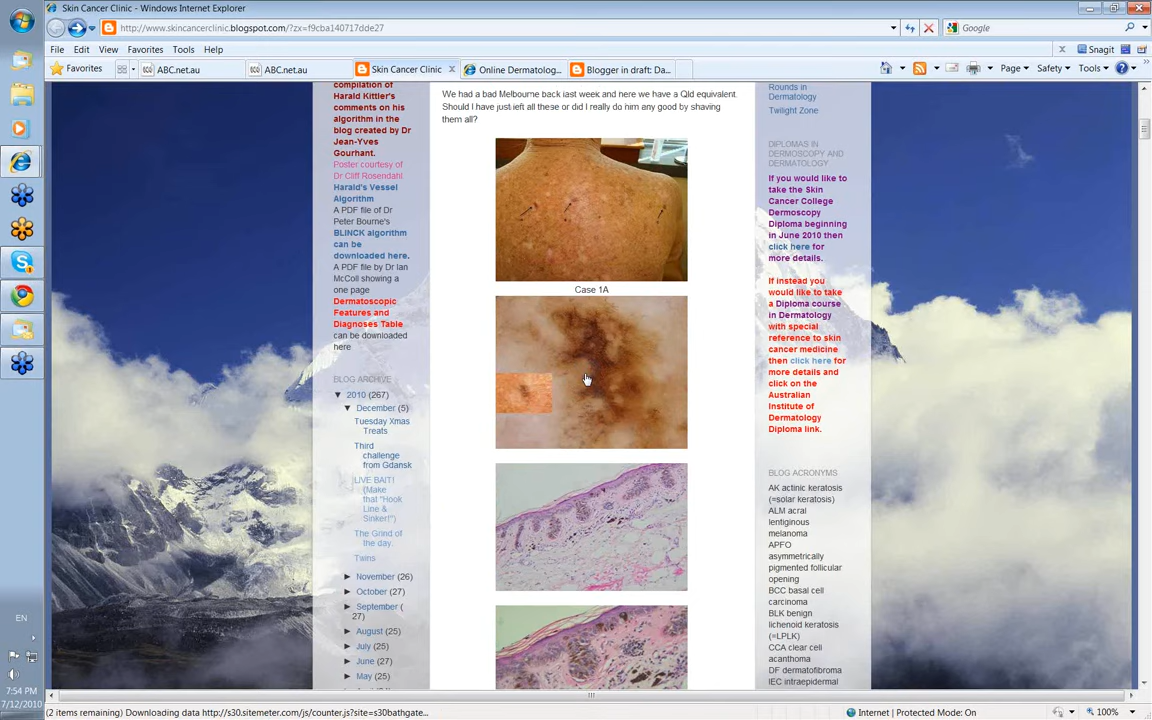 Skin Cancer Clinic - Windows Internet Explorer
http://www.skincancerclinic.blogspot.com/?zx=f9cba140717dde27
Google
File Edit View Favorites Tools Help
Snagit
Favorites
ABC.net.au
ABC.net.au
Skin Cancer Clinic
Online Dermatolog...
Blogger in draft: Da...
Page
Safety
Tools
compilation of
Harald Kittler's
comments on his
algorithm in the
blog created by Dr
Jean-Yves
Gourhant.
Poster courtesy of
Dr Cliff Rosendahl
Harald's Vessel
Algorithm
A PDF file of Dr
Peter Bourne's
BLINCK algorithm
can be
downloaded here.
A PDF file by Dr Ian
McColl showing a
one page
Dermatoscopic
Features and
Diagnoses Table
can be downloaded
here
BLOG ARCHIVE
▼ 2010 (267)
▼ December (5)
Tuesday Xmas
Treats
Third
challenge
from Gdansk
LIVE BAIT!
(Make
that "Hook
Line &
Sinker!")
The Grind of
the day.
Twins
► November (26)
► October (27)
► September (
27)
► August (25)
► July (25)
► June (27)
► May (25)
We had a bad Melbourne back last week and here we have a Qld equivalent.
Should I have just left all these or did I really do him any good by shaving
them all?
Case 1A
Rounds in
Dermatology
Twilight Zone
DIPLOMAS IN
DERMOSCOPY AND
DERMATOLOGY
If you would like to
take the Skin
Cancer College
Dermoscopy
Diploma beginning
in June 2010 then
click here for
more details.
If instead you
would like to take
a Diploma course
in Dermatology
with special
reference to skin
cancer medicine
then click here for
more details and
click on the
Australian
Institute of
Dermatology
Diploma link.
BLOG ACRONYMS
AK actinic keratosis
(=solar keratosis)
ALM acral
lentiginous
melanoma
APFO
asymmetrically
pigmented follicular
opening
BCC basal cell
carcinoma
BLK benign
lichenoid keratosis
(=LPLK)
CCA clear cell
acanthoma
DF dermatofibroma
IEC intraepidermal
EN
7:54 PM
7/12/2010
(2 items remaining) Downloading data http://s30.sitemeter.com/js/counter.js?site=s30bathgate...
Internet | Protected Mode: On
100%